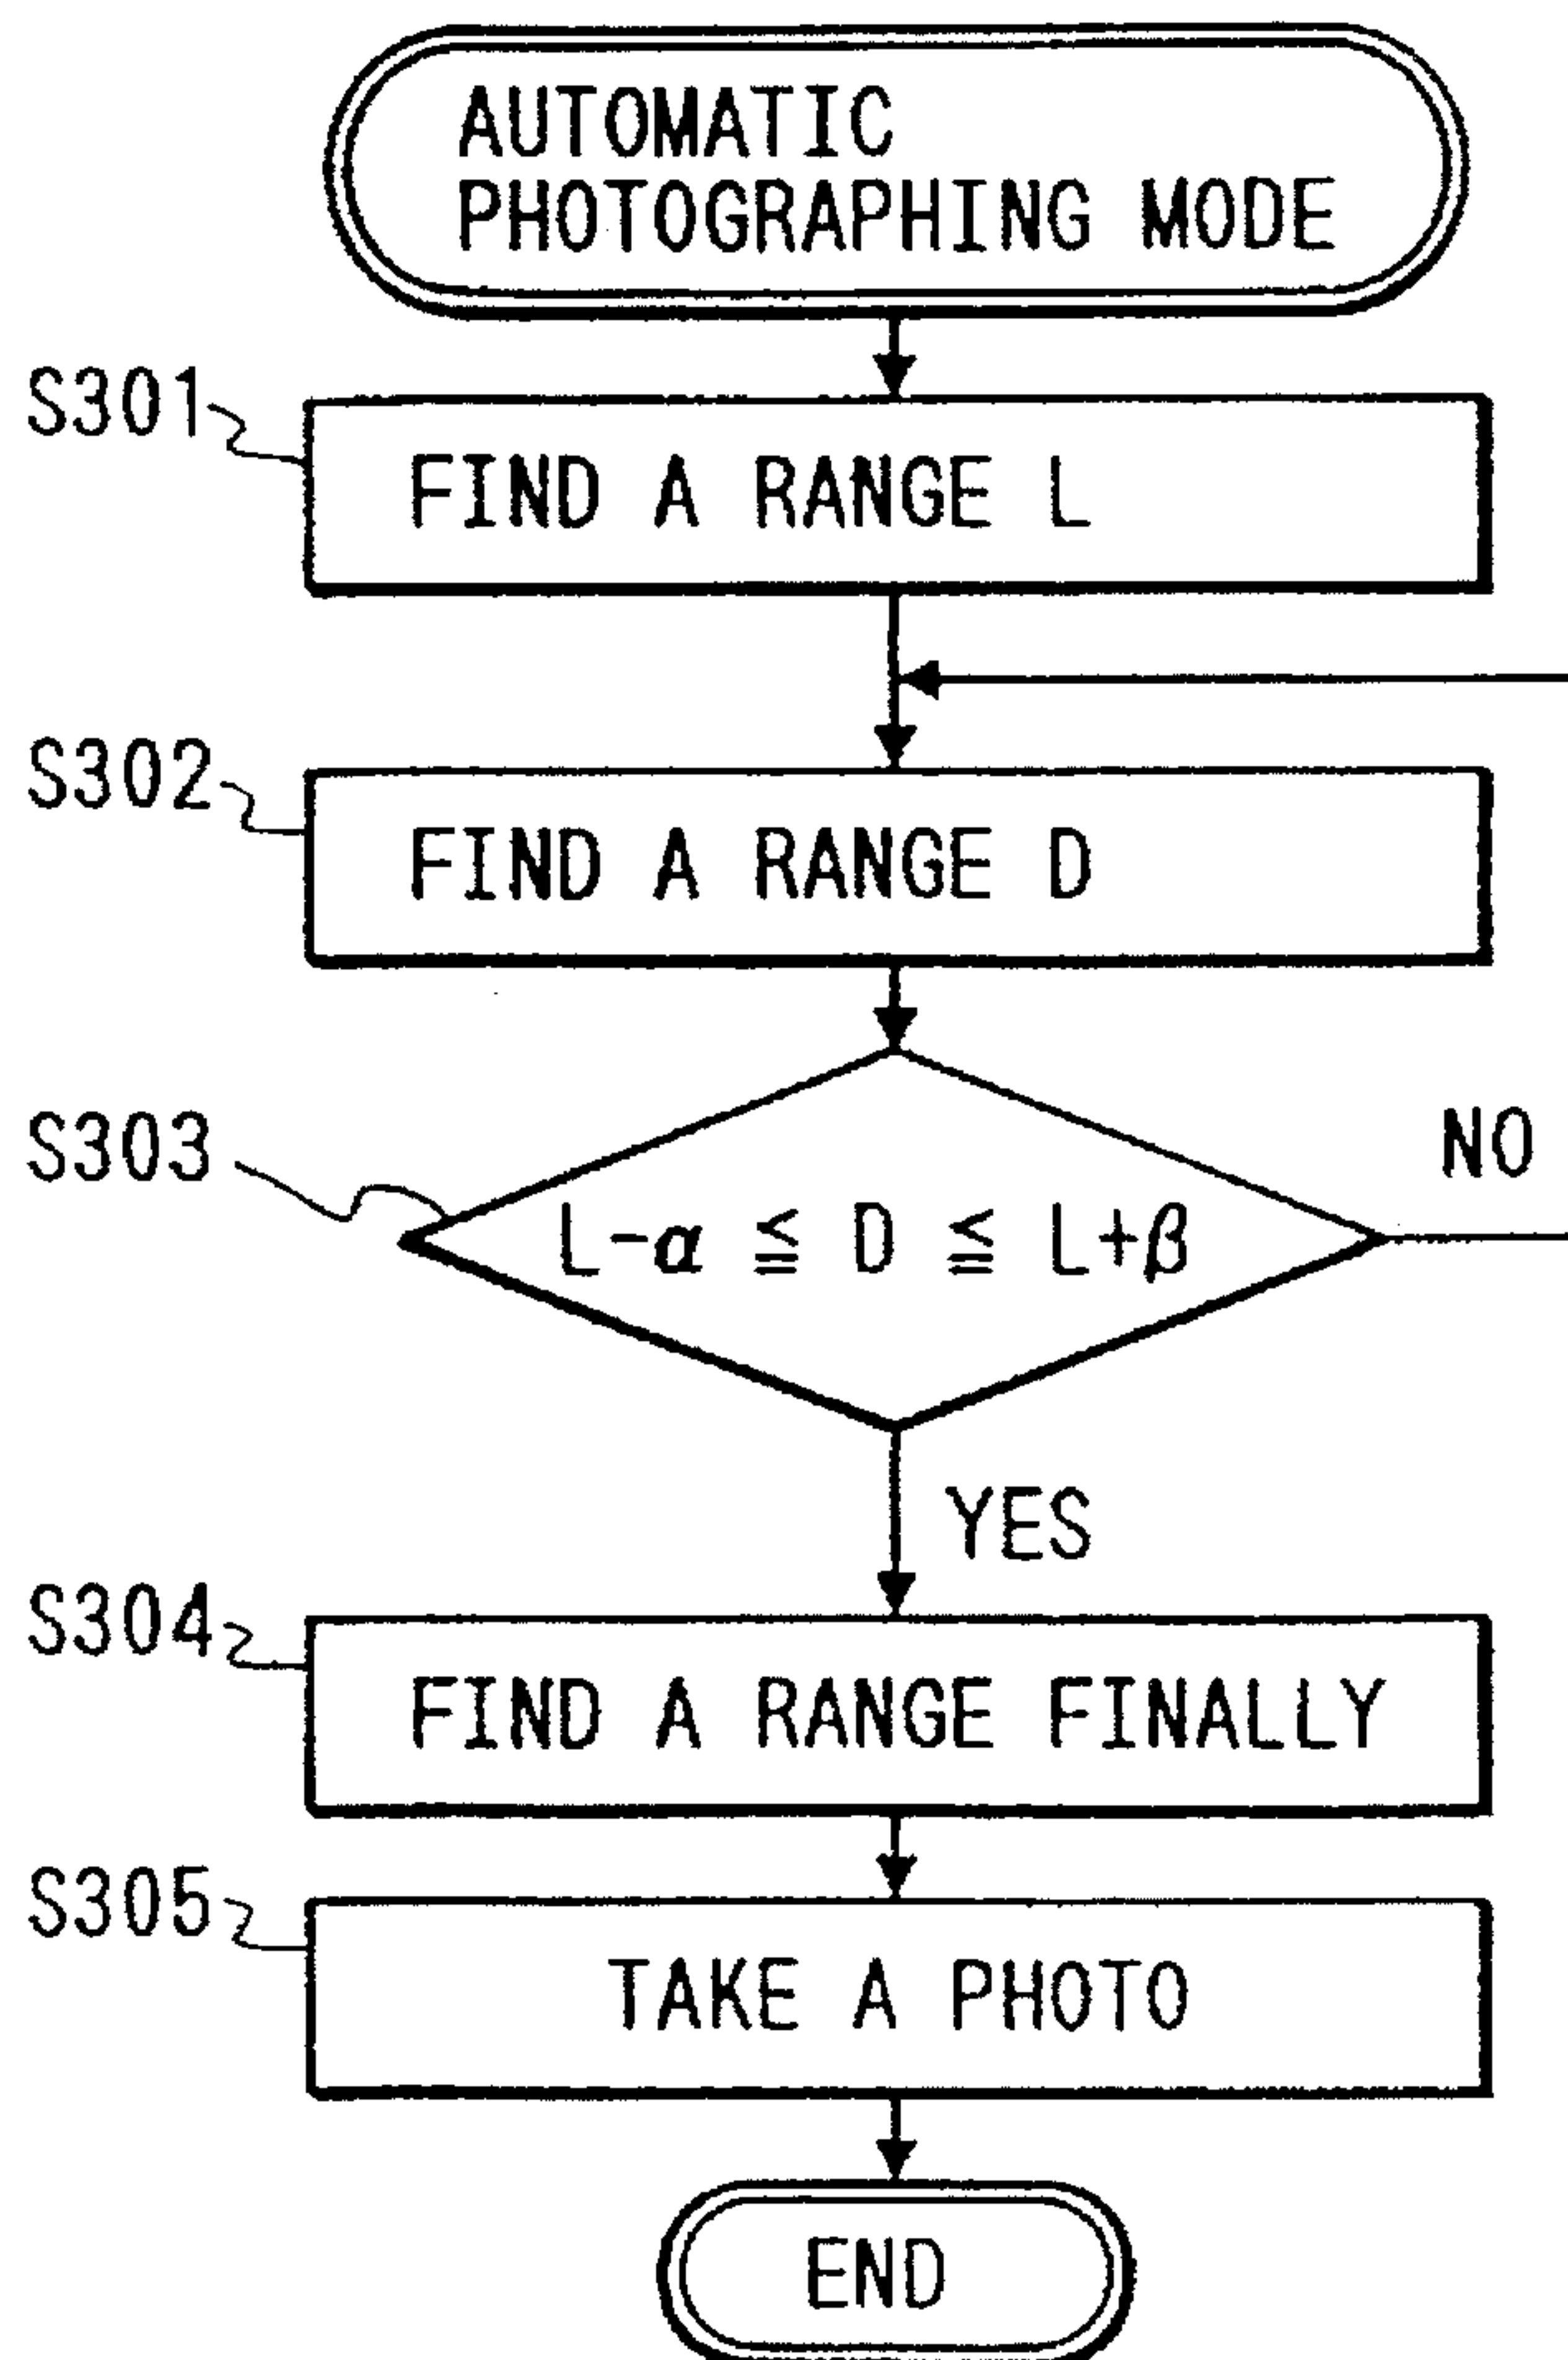 AUTOMATIC
PHOTOGRAPHING MODE
S301
FIND A RANGE L
S302
FIND A RANGE D
S303
L-α ≦ D ≦ L+β
NO
YES
S304
FIND A RANGE FINALLY
S305
TAKE A PHOTO
END